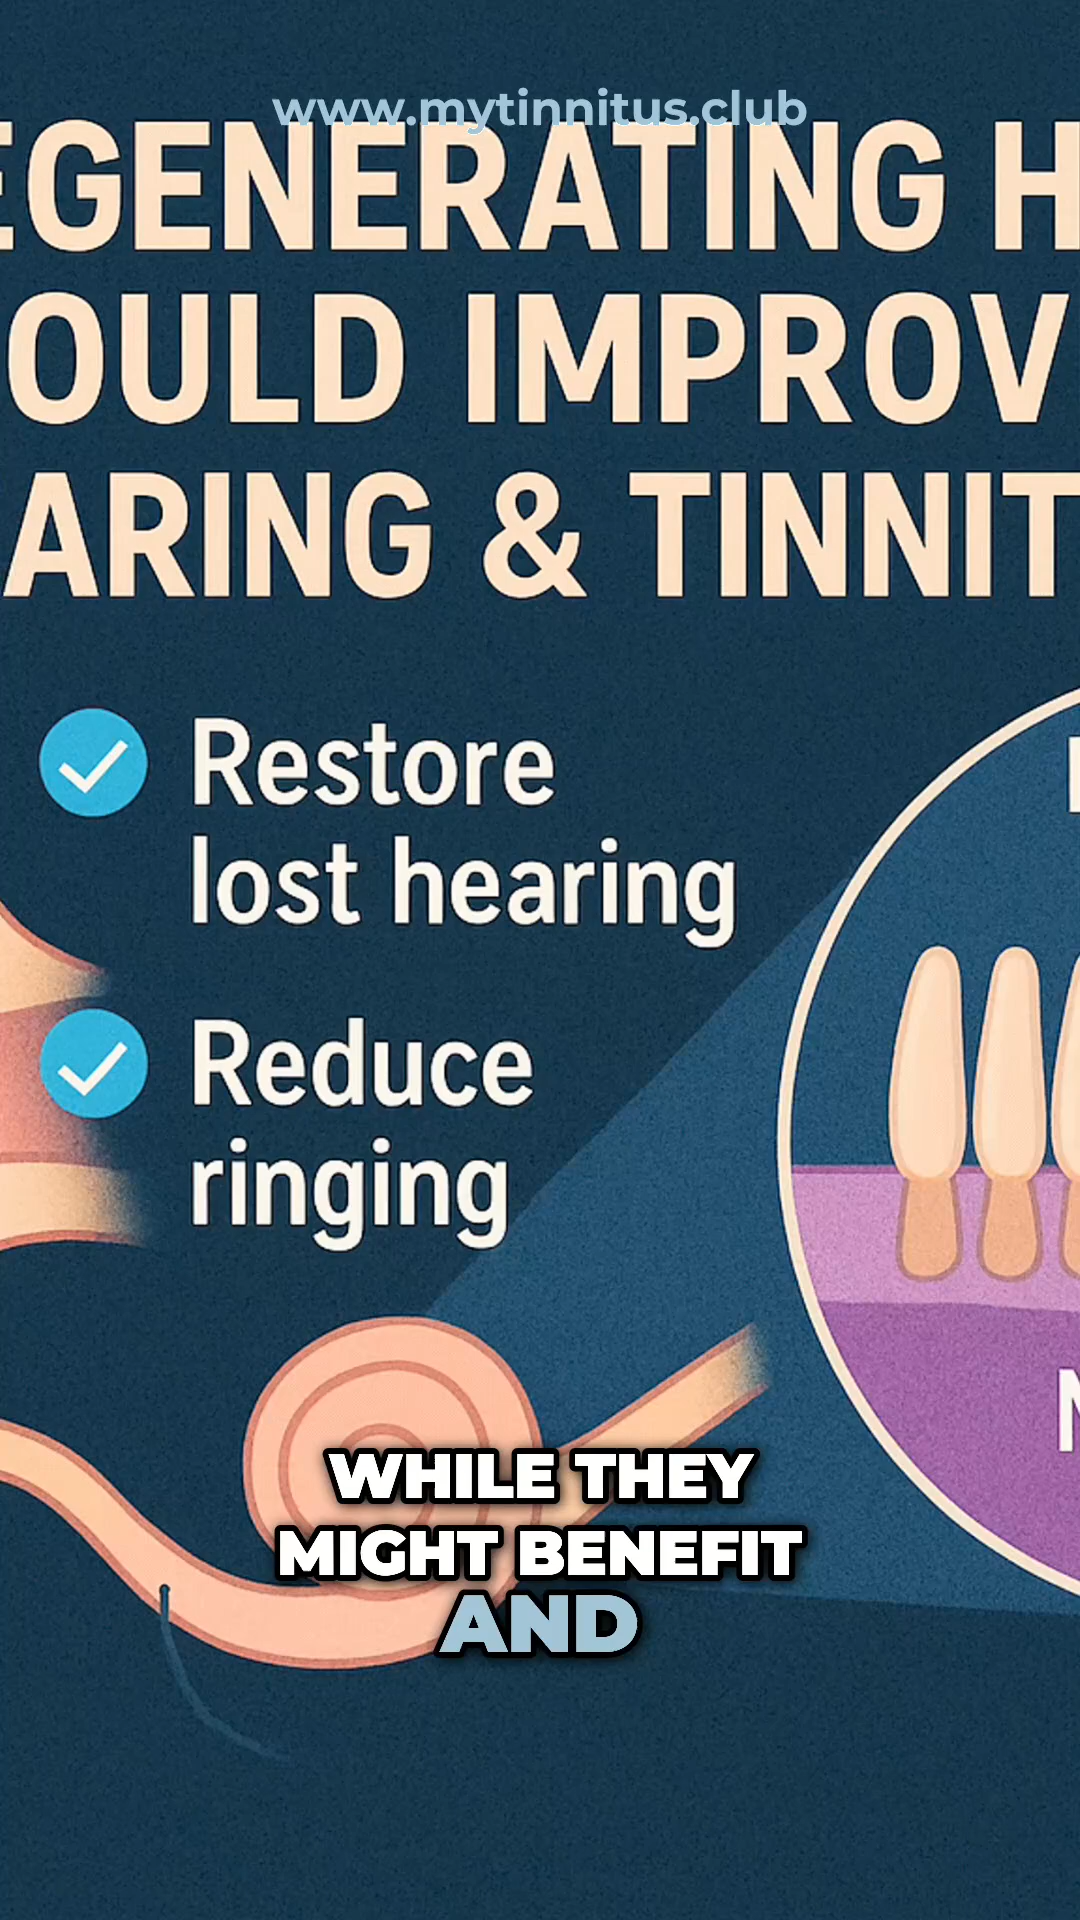 www.mytinnitus.club
EGENERATING H
OULD IMPROV
ARING & TINNIT
Restore
lost hearing
Reduce
ringing
WHILE THEY
MIGHT BENEFIT
AND